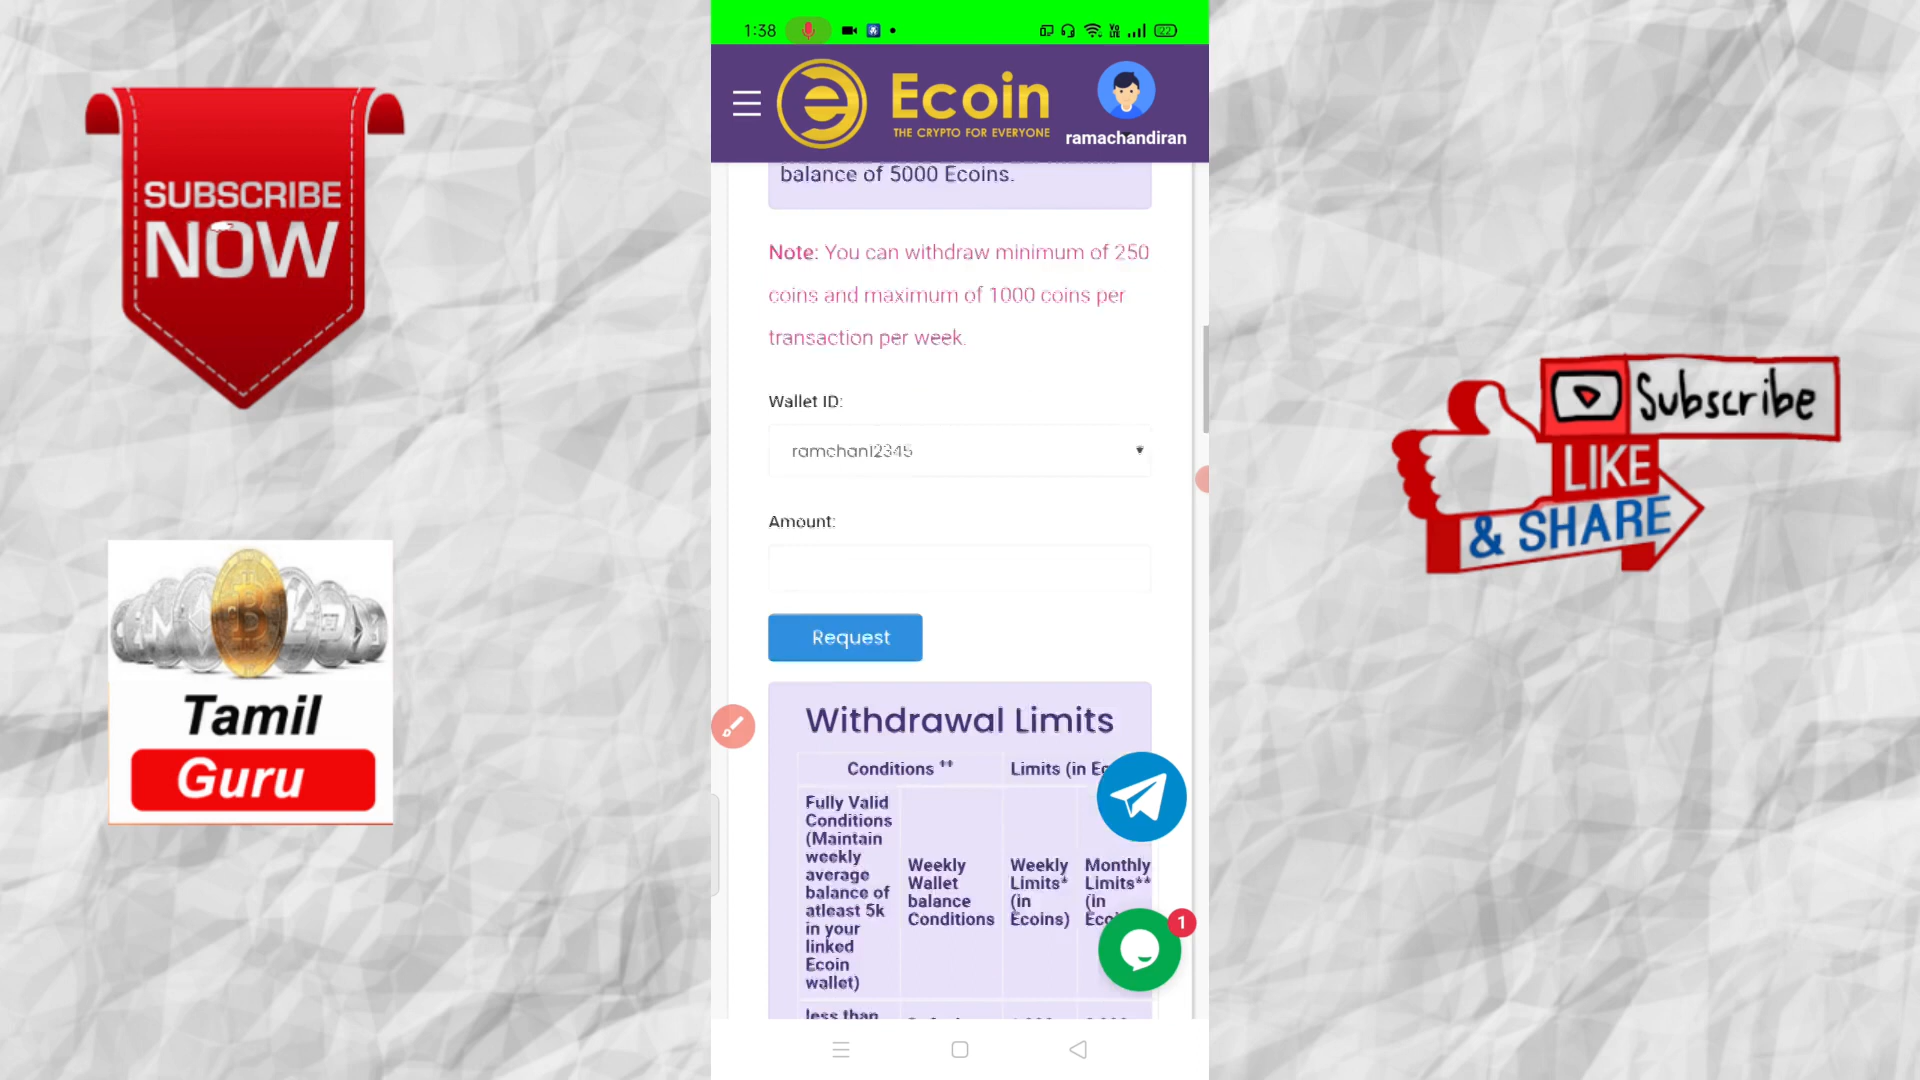 1:38
22
SUBSCRIBE
NOW
Tamil
Guru
Ecoin
THE CRYPTO FOR EVERYONE
ramachandiran
balance of 5000 Ecoins.
Note: You can withdraw minimum of 250
coins and maximum of 1000 coins per
transaction per week.
Wallet ID:
ramchan12345
Amount:
Request
Withdrawal Limits
Conditions **
Limits (in
Fully Valid
Conditions
(Maintain
weekly
average
balance of
atleast 5k
in your
linked
Ecoin
wallet)
Weekly
Wallet
balance
Conditions
Weekly
Limits*
(in
Ecoins)
Monthly
Limits**
(in
less than
1
Subscribe
LIKE
& SHARE